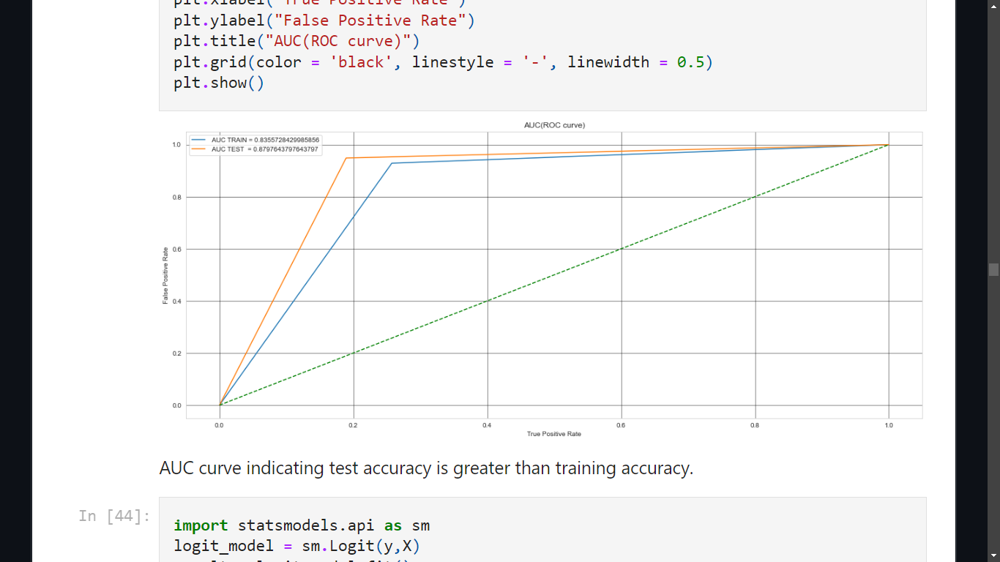 plt.xlabel("True Positive Rate")
plt.ylabel("False Positive Rate")
plt.title("AUC(ROC curve)")
plt.grid(color = 'black', linestyle = '-', linewidth = 0.5)
plt.show()
AUC(ROC curve)
AUC TRAIN = 0.8355728429985856
AUC TEST = 0.8797643797643797
1.0
0.8
0.6
0.4
0.2
0.0
False Positive Rate
0.0 0.2 0.4 0.6 0.8 1.0
True Positive Rate
AUC curve indicating test accuracy is greater than training accuracy.
In [44]:
import statsmodels.api as sm
logit_model = sm.Logit(y,X)